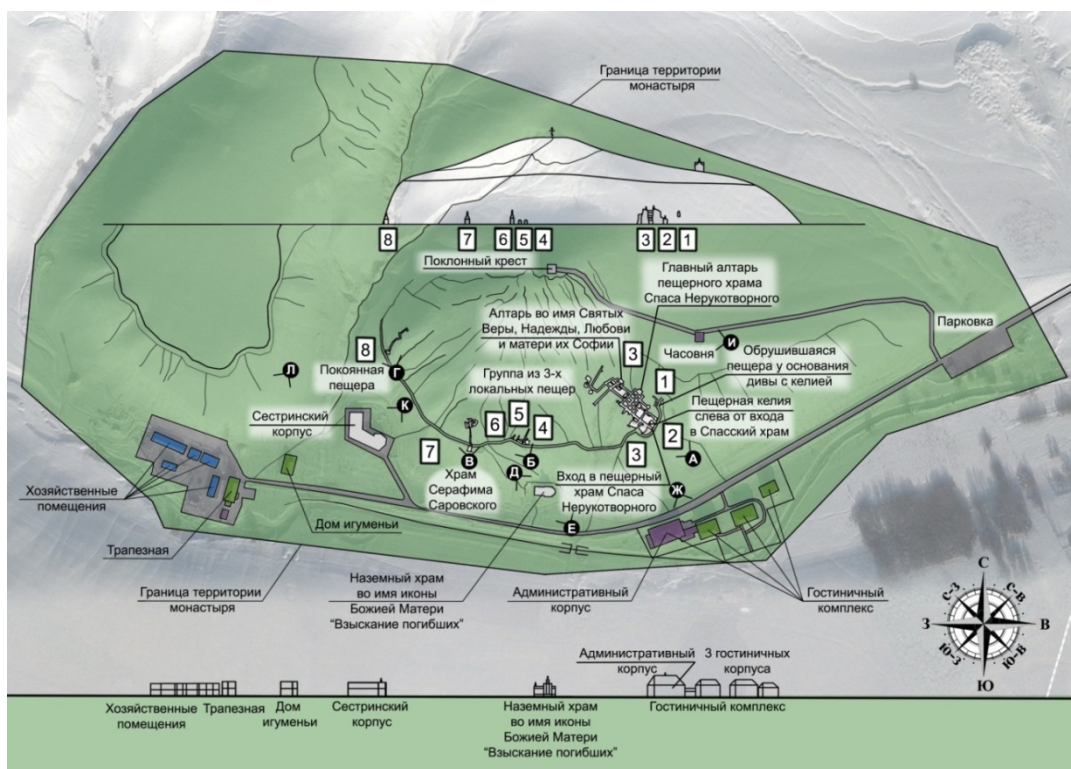 Граница территории
монастыря
8
7
6
5
4
3
2
1
Поклонный крест
Главный алтарь
пещерного храма
Спаса Нерукотворного
Алтарь во имя Святых
Веры, Надежды, Любови
и матери их Софии
Парковка
Часовня
И
Обрушившаяся
пещера у основания
дивы с келией
8
Покоянная
пещера
Г
Л
К
3
1
Группа из 3-х
локальных пещер
Сестринский
корпус
6
5
4
Пещерная келия
слева от входа
в Спасский храм
7
В
Б
Д
3
2
А
Храм
Серафима
Саровского
Вход в пещерный
храм Спаса
Нерукотворного
Ж
Е
Хозяйственные
помещения
Дом игуменьи
Трапезная
Граница территории
монастыря
Наземный храм
во имя иконы
Божией Матери
“Взыскание погибших”
Административный
корпус
Гостиничный
комплекс
С
с-з
с-в
З
В
ю-з
ю-в
Ю
Административный
корпус
3 гостиничных
корпуса
Хозяйственные
помещения
Трапезная
Дом
игуменьи
Сестринский
корпус
Наземный храм
во имя иконы
Божией Матери
“Взыскание погибших”
Гостиничный комплекс